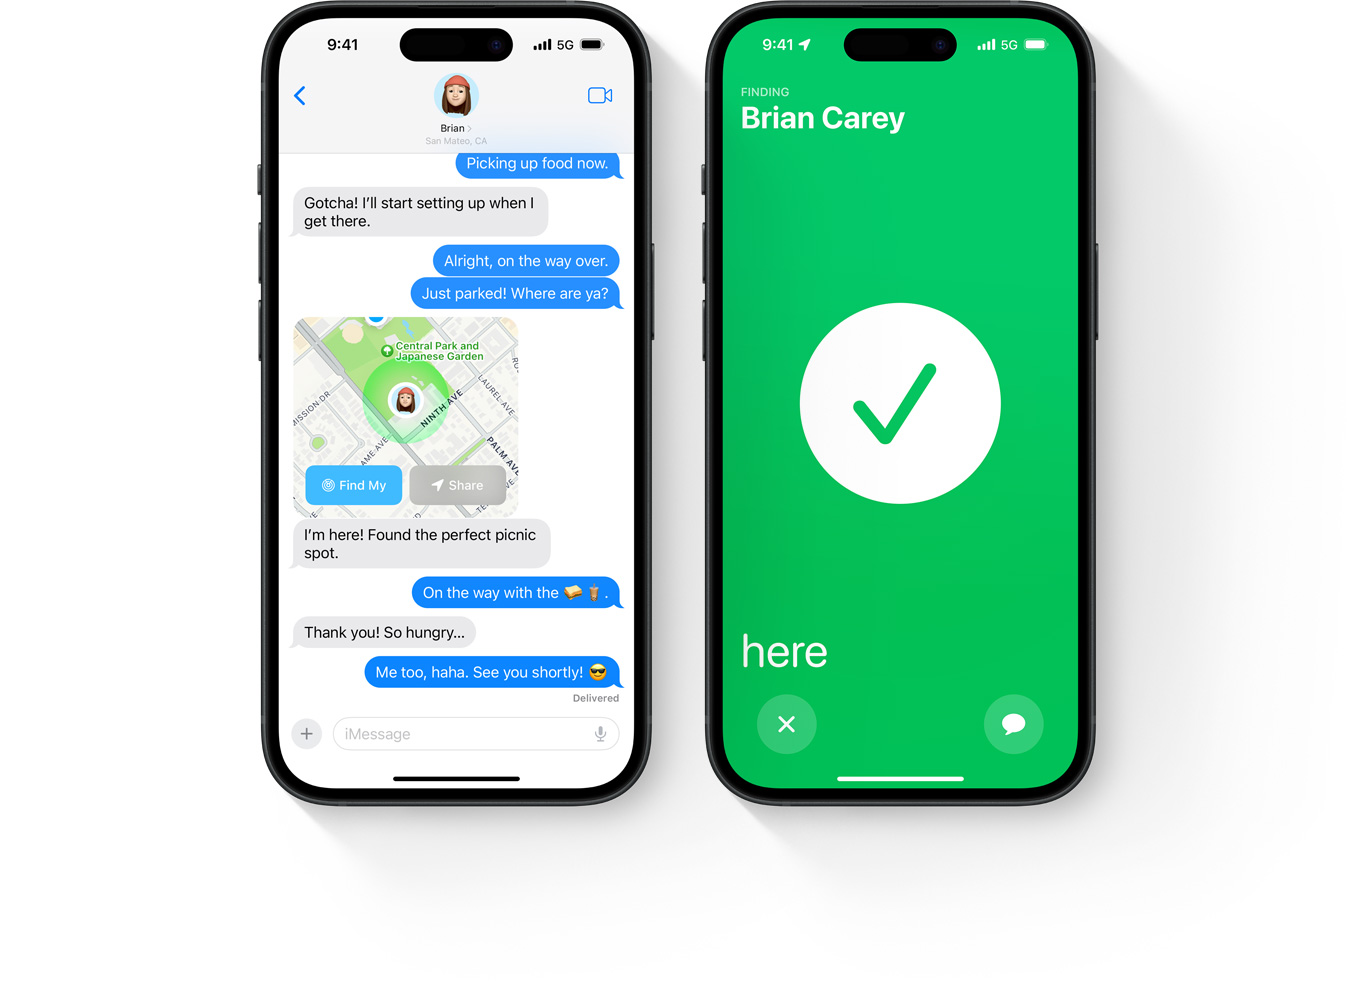 9:41
5G
Brian
San Mateo, CA
Picking up food now.
Gotcha! I’ll start setting up when I
get there.
Alright, on the way over.
Just parked! Where are ya?
Central Park and
Japanese Garden
MISSION DR
LAUREL AVE
NINTH AVE
PALM AVE
Find My
Share
I’m here! Found the perfect picnic
spot.
On the way with the 🥪 🧋.
Thank you! So hungry...
Me too, haha. See you shortly! 😎
Delivered
iMessage
9:41
5G
FINDING
Brian Carey
here